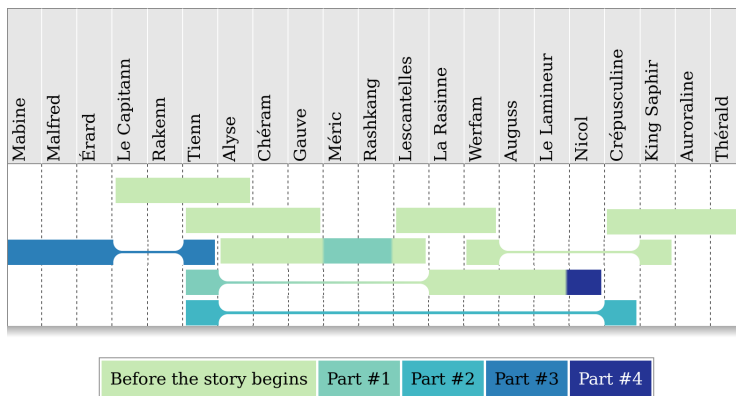 Mabine
Malfred
Érard
Le Capitann
Rakenn
Tienn
Alyse
Chéram
Gauve
Méric
Rashkang
Lescantelles
La Rasinne
Werfam
Auguss
Le Lamineur
Nicol
Crépusculine
King Saphir
Auroraline
Thérald
Before the story begins
Part #1
Part #2
Part #3
Part #4